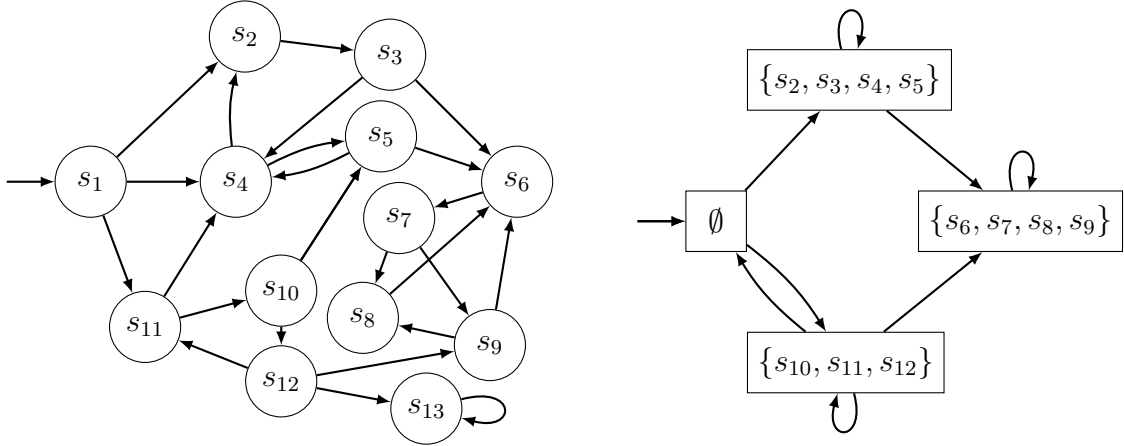 s₂
s₃
{s₂, s₃, s₄, s₅}
s₅
s₁
s₄
s₆
s₇
∅
{s₆, s₇, s₈, s₉}
s₁₀
s₈
s₁₁
s₉
{s₁₀, s₁₁, s₁₂}
s₁₂
s₁₃